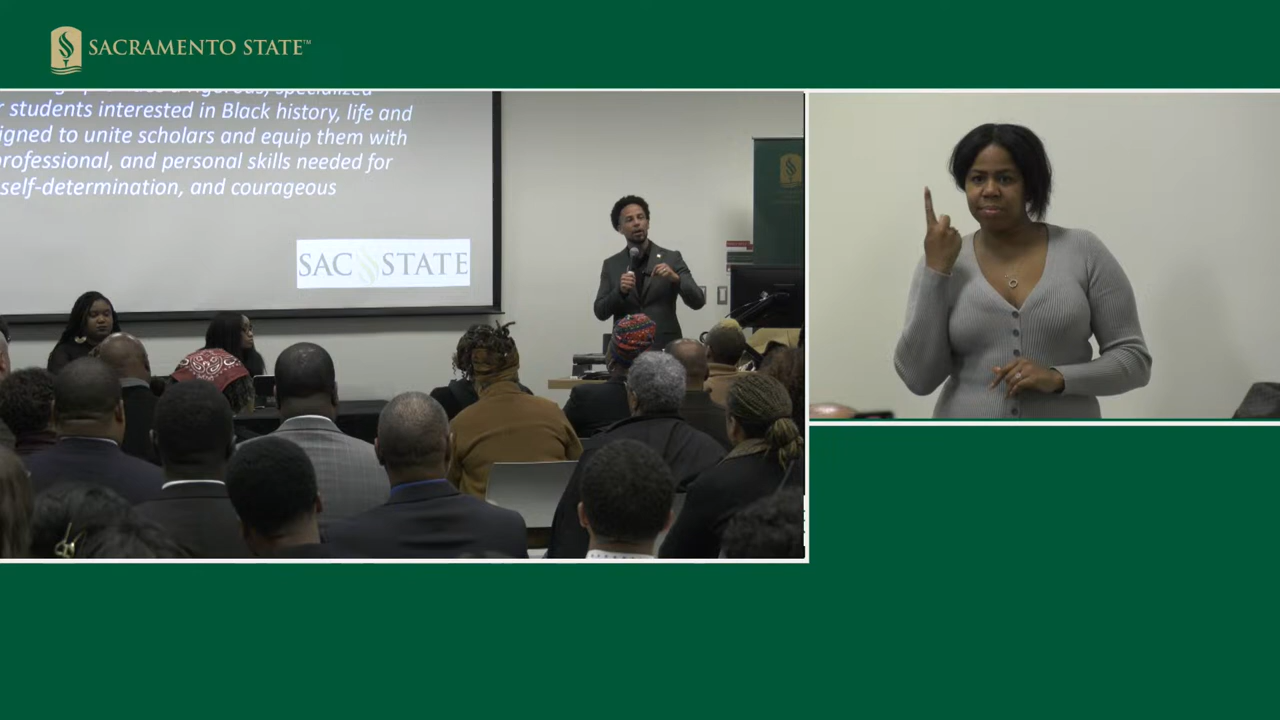 SACRAMENTO STATE™
specialized
students interested in Black history, life and
igned to unite scholars and equip them with
rofessional, and personal skills needed for
self-determination, and courageous
SAC STATE